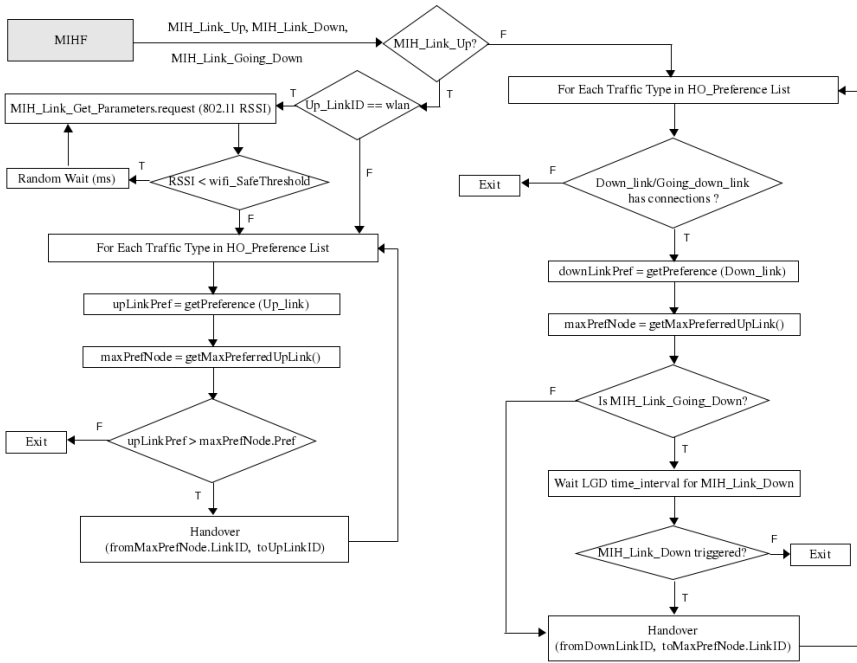 MIHF
MIH_Link_Up, MIH_Link_Down,
MIH_Link_Going_Down
MIH_Link_Up?
F
T
Up_LinkID == wlan
T
F
MIH_Link_Get_Parameters.request (802.11 RSSI)
RSSI < wifi_SafeThreshold
T
Random Wait (ms)
F
For Each Traffic Type in HO_Preference List
upLinkPref = getPreference (Up_link)
maxPrefNode = getMaxPreferredUpLink()
upLinkPref > maxPrefNode.Pref
F
Exit
T
Handover
(fromMaxPrefNode.LinkID, toUpLinkID)
For Each Traffic Type in HO_Preference List
Down_link/Going_down_link
has connections ?
F
Exit
T
downLinkPref = getPreference (Down_link)
maxPrefNode = getMaxPreferredUpLink()
Is MIH_Link_Going_Down?
F
T
Wait LGD time_interval for MIH_Link_Down
MIH_Link_Down triggered?
F
Exit
T
Handover
(fromDownLinkID, toMaxPrefNode.LinkID)